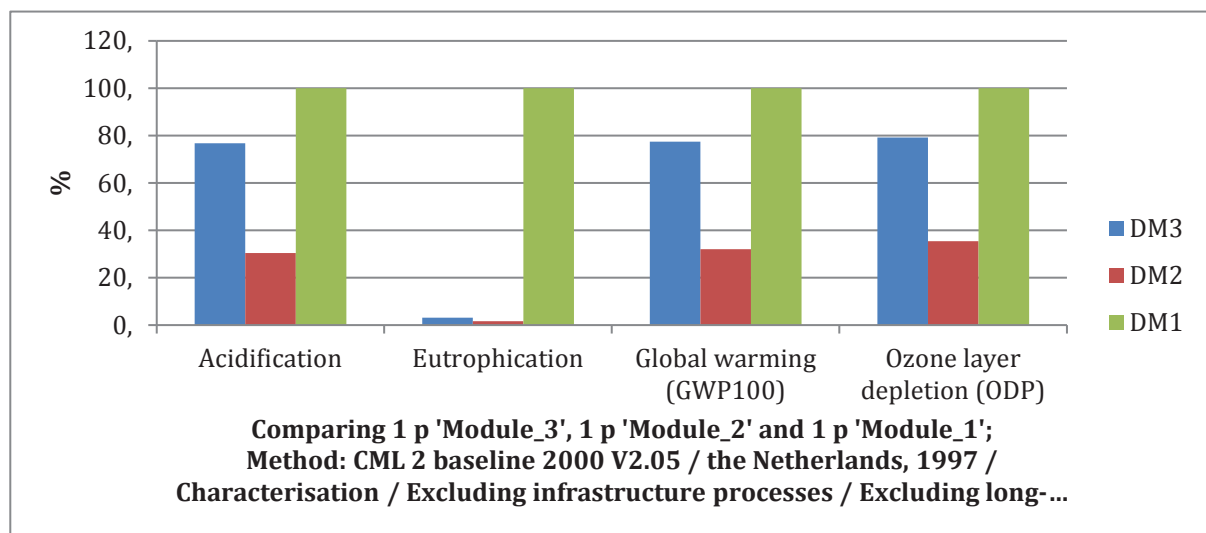 120,
100,
80,
60,
40,
20,
0,
%
Acidification
Eutrophication
Global warming
(GWP100)
Ozone layer
depletion (ODP)
DM3
DM2
DM1
Comparing 1 p 'Module_3', 1 p 'Module_2' and 1 p 'Module_1';
Method: CML 2 baseline 2000 V2.05 / the Netherlands, 1997 /
Characterisation / Excluding infrastructure processes / Excluding long-...